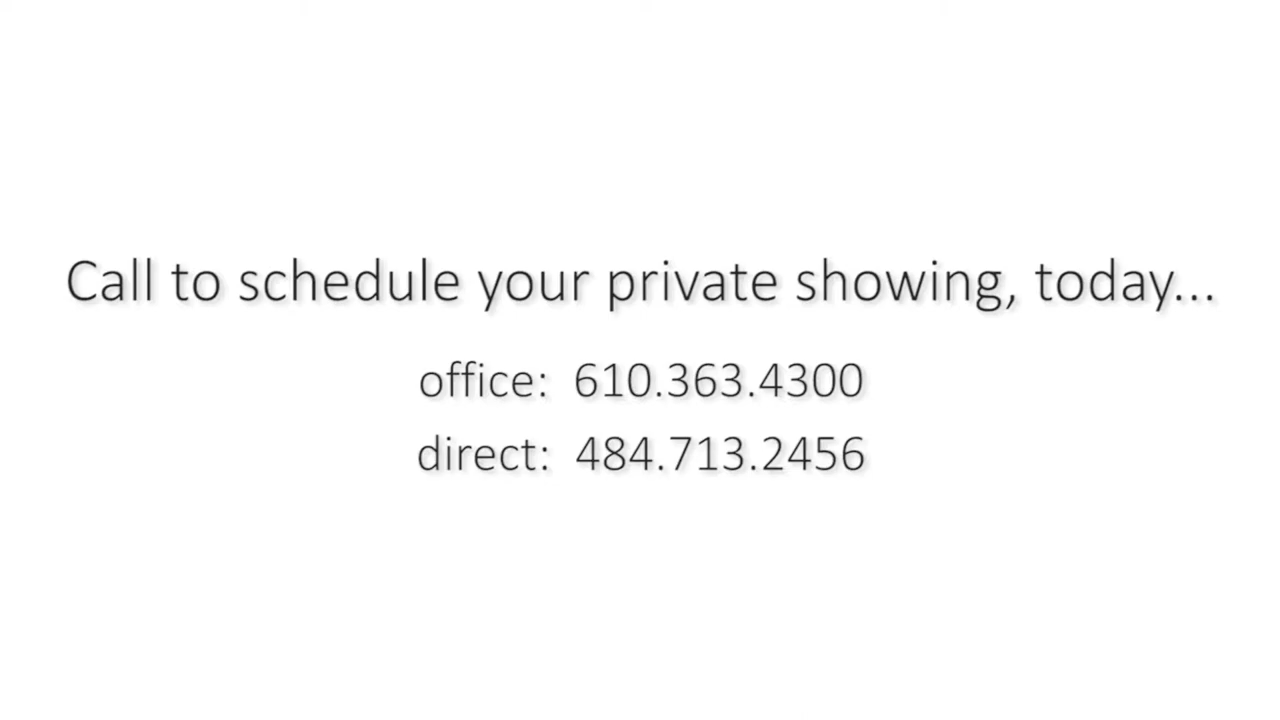 Call to schedule your private showing, today...
office: 610.363.4300
direct: 484.713.2456